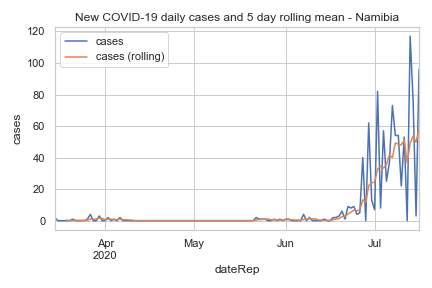 New COVID-19 daily cases and 5 day rolling mean - Namibia
cases
cases (rolling)
120
100
80
60
40
20
0
cases
Apr
2020
May
Jun
Jul
dateRep